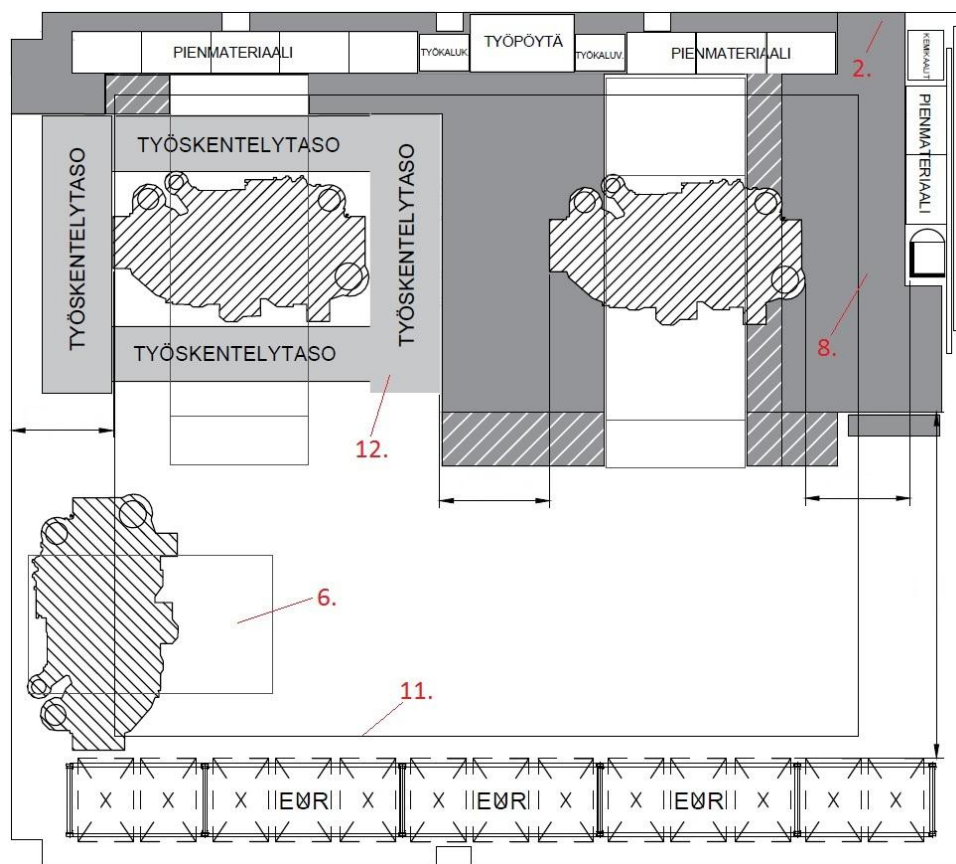 PIENMATERIAALI
TYÖKALUK.
TYÖPÖYTÄ
TYÖKALUV.
PIENMATERIAALI
2.
KEMIKAALIT
PIENMATERIAALI
TYÖSKENTELYTASO
TYÖSKENTELYTASO
TYÖSKENTELYTASO
TYÖSKENTELYTASO
8.
12.
6.
11.
EUR
EUR
EUR